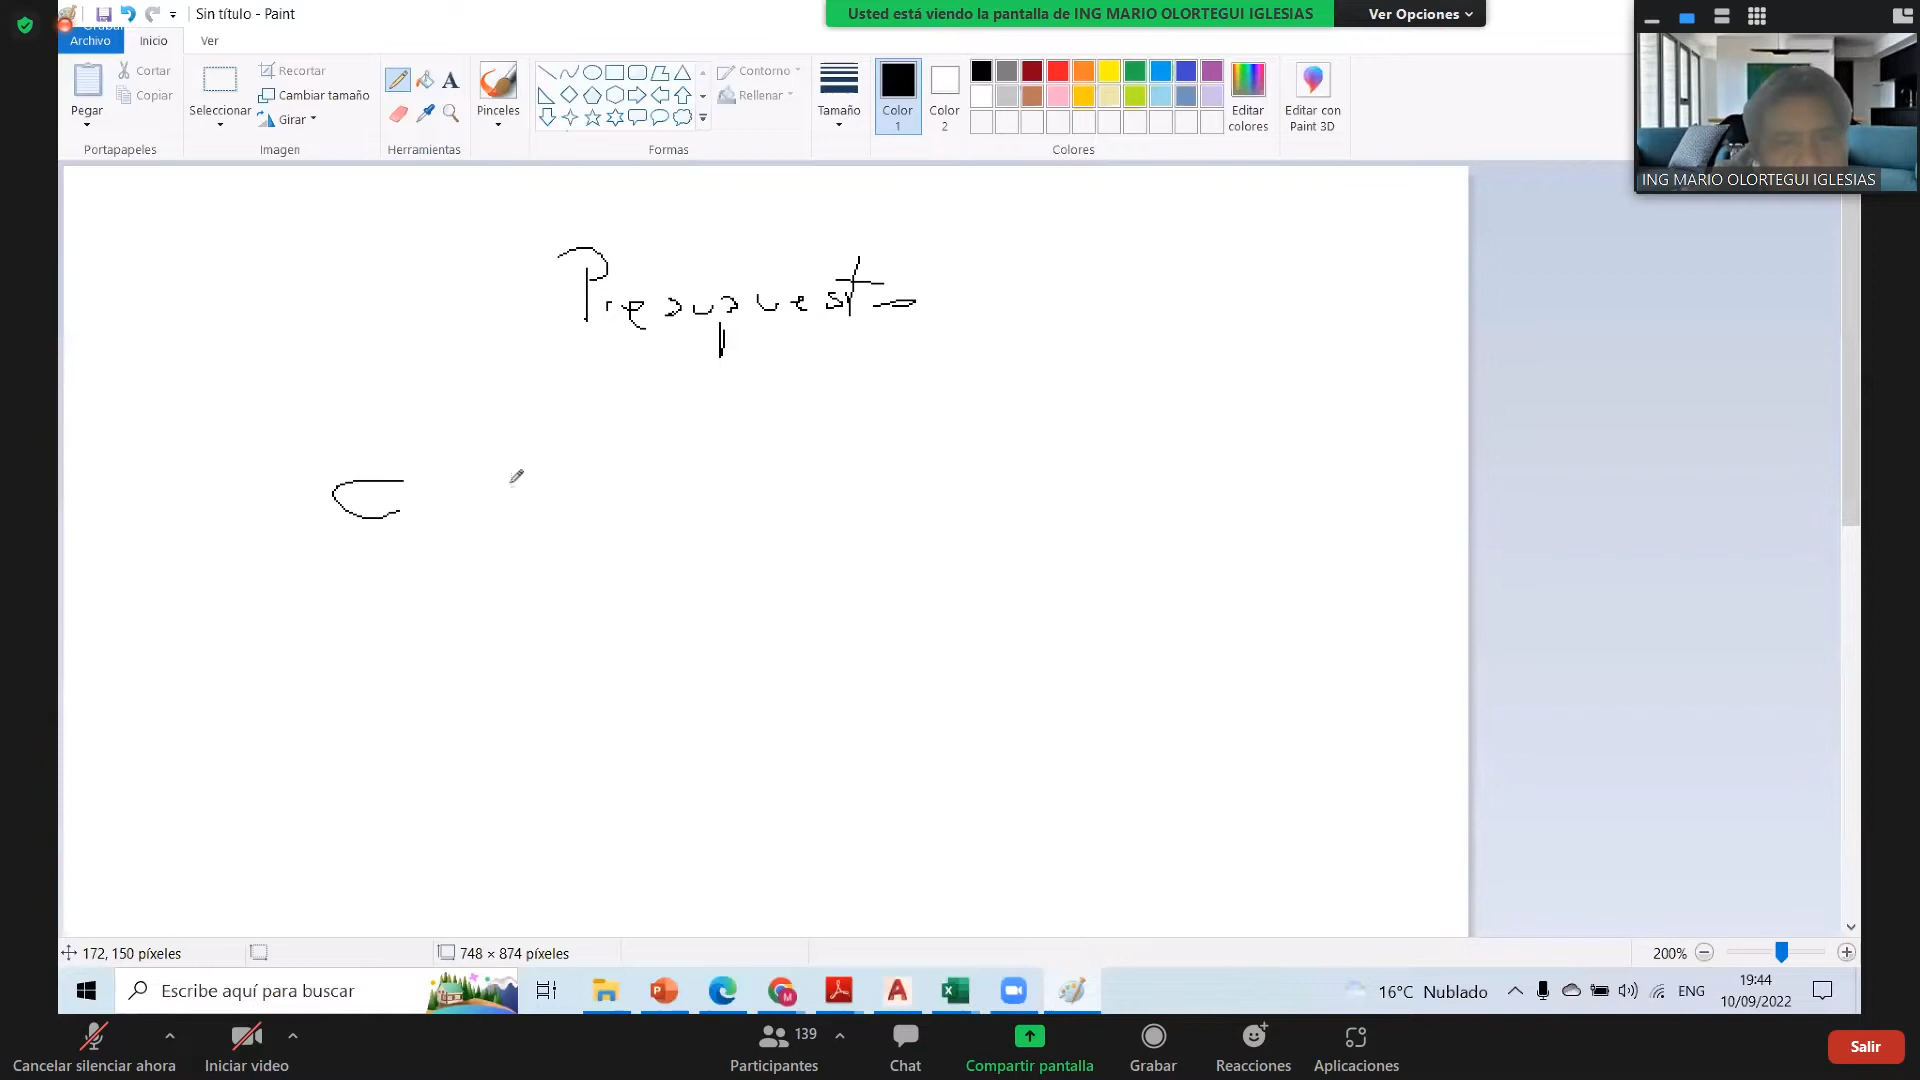 Sin título - Paint
Usted está viendo la pantalla de ING MARIO OLORTEGUI IGLESIAS
Ver Opciones
Archivo Inicio Ver
Pegar
Cortar
Copiar
Portapapeles
Seleccionar
Recortar
Cambiar tamaño
Girar
Imagen
Herramientas
Pinceles
Contorno
Rellenar
Formas
Tamaño
Color 1
Color 2
Editar colores
Editar con Paint 3D
Colores
ING MARIO OLORTEGUI IGLESIAS
Presupuesto
C
172, 150 píxeles
748 × 874 píxeles
200%
Escribe aquí para buscar
16°C Nublado
ENG
19:44
10/09/2022
Cancelar silenciar ahora
Iniciar video
139
Participantes
Chat
Compartir pantalla
Grabar
Reacciones
Aplicaciones
Salir